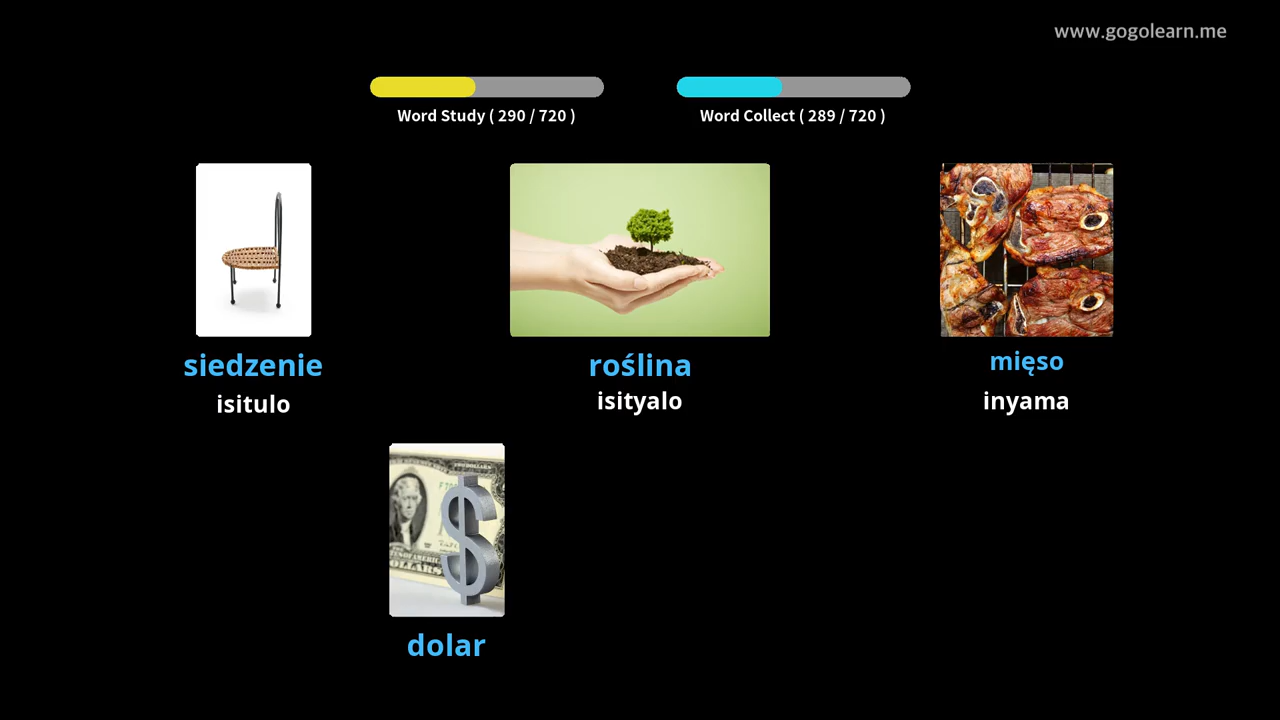 www.gogolearn.me
Word Study ( 290 / 720 )
Word Collect ( 289 / 720 )
siedzenie
isitulo
roślina
isityalo
mięso
inyama
dolar